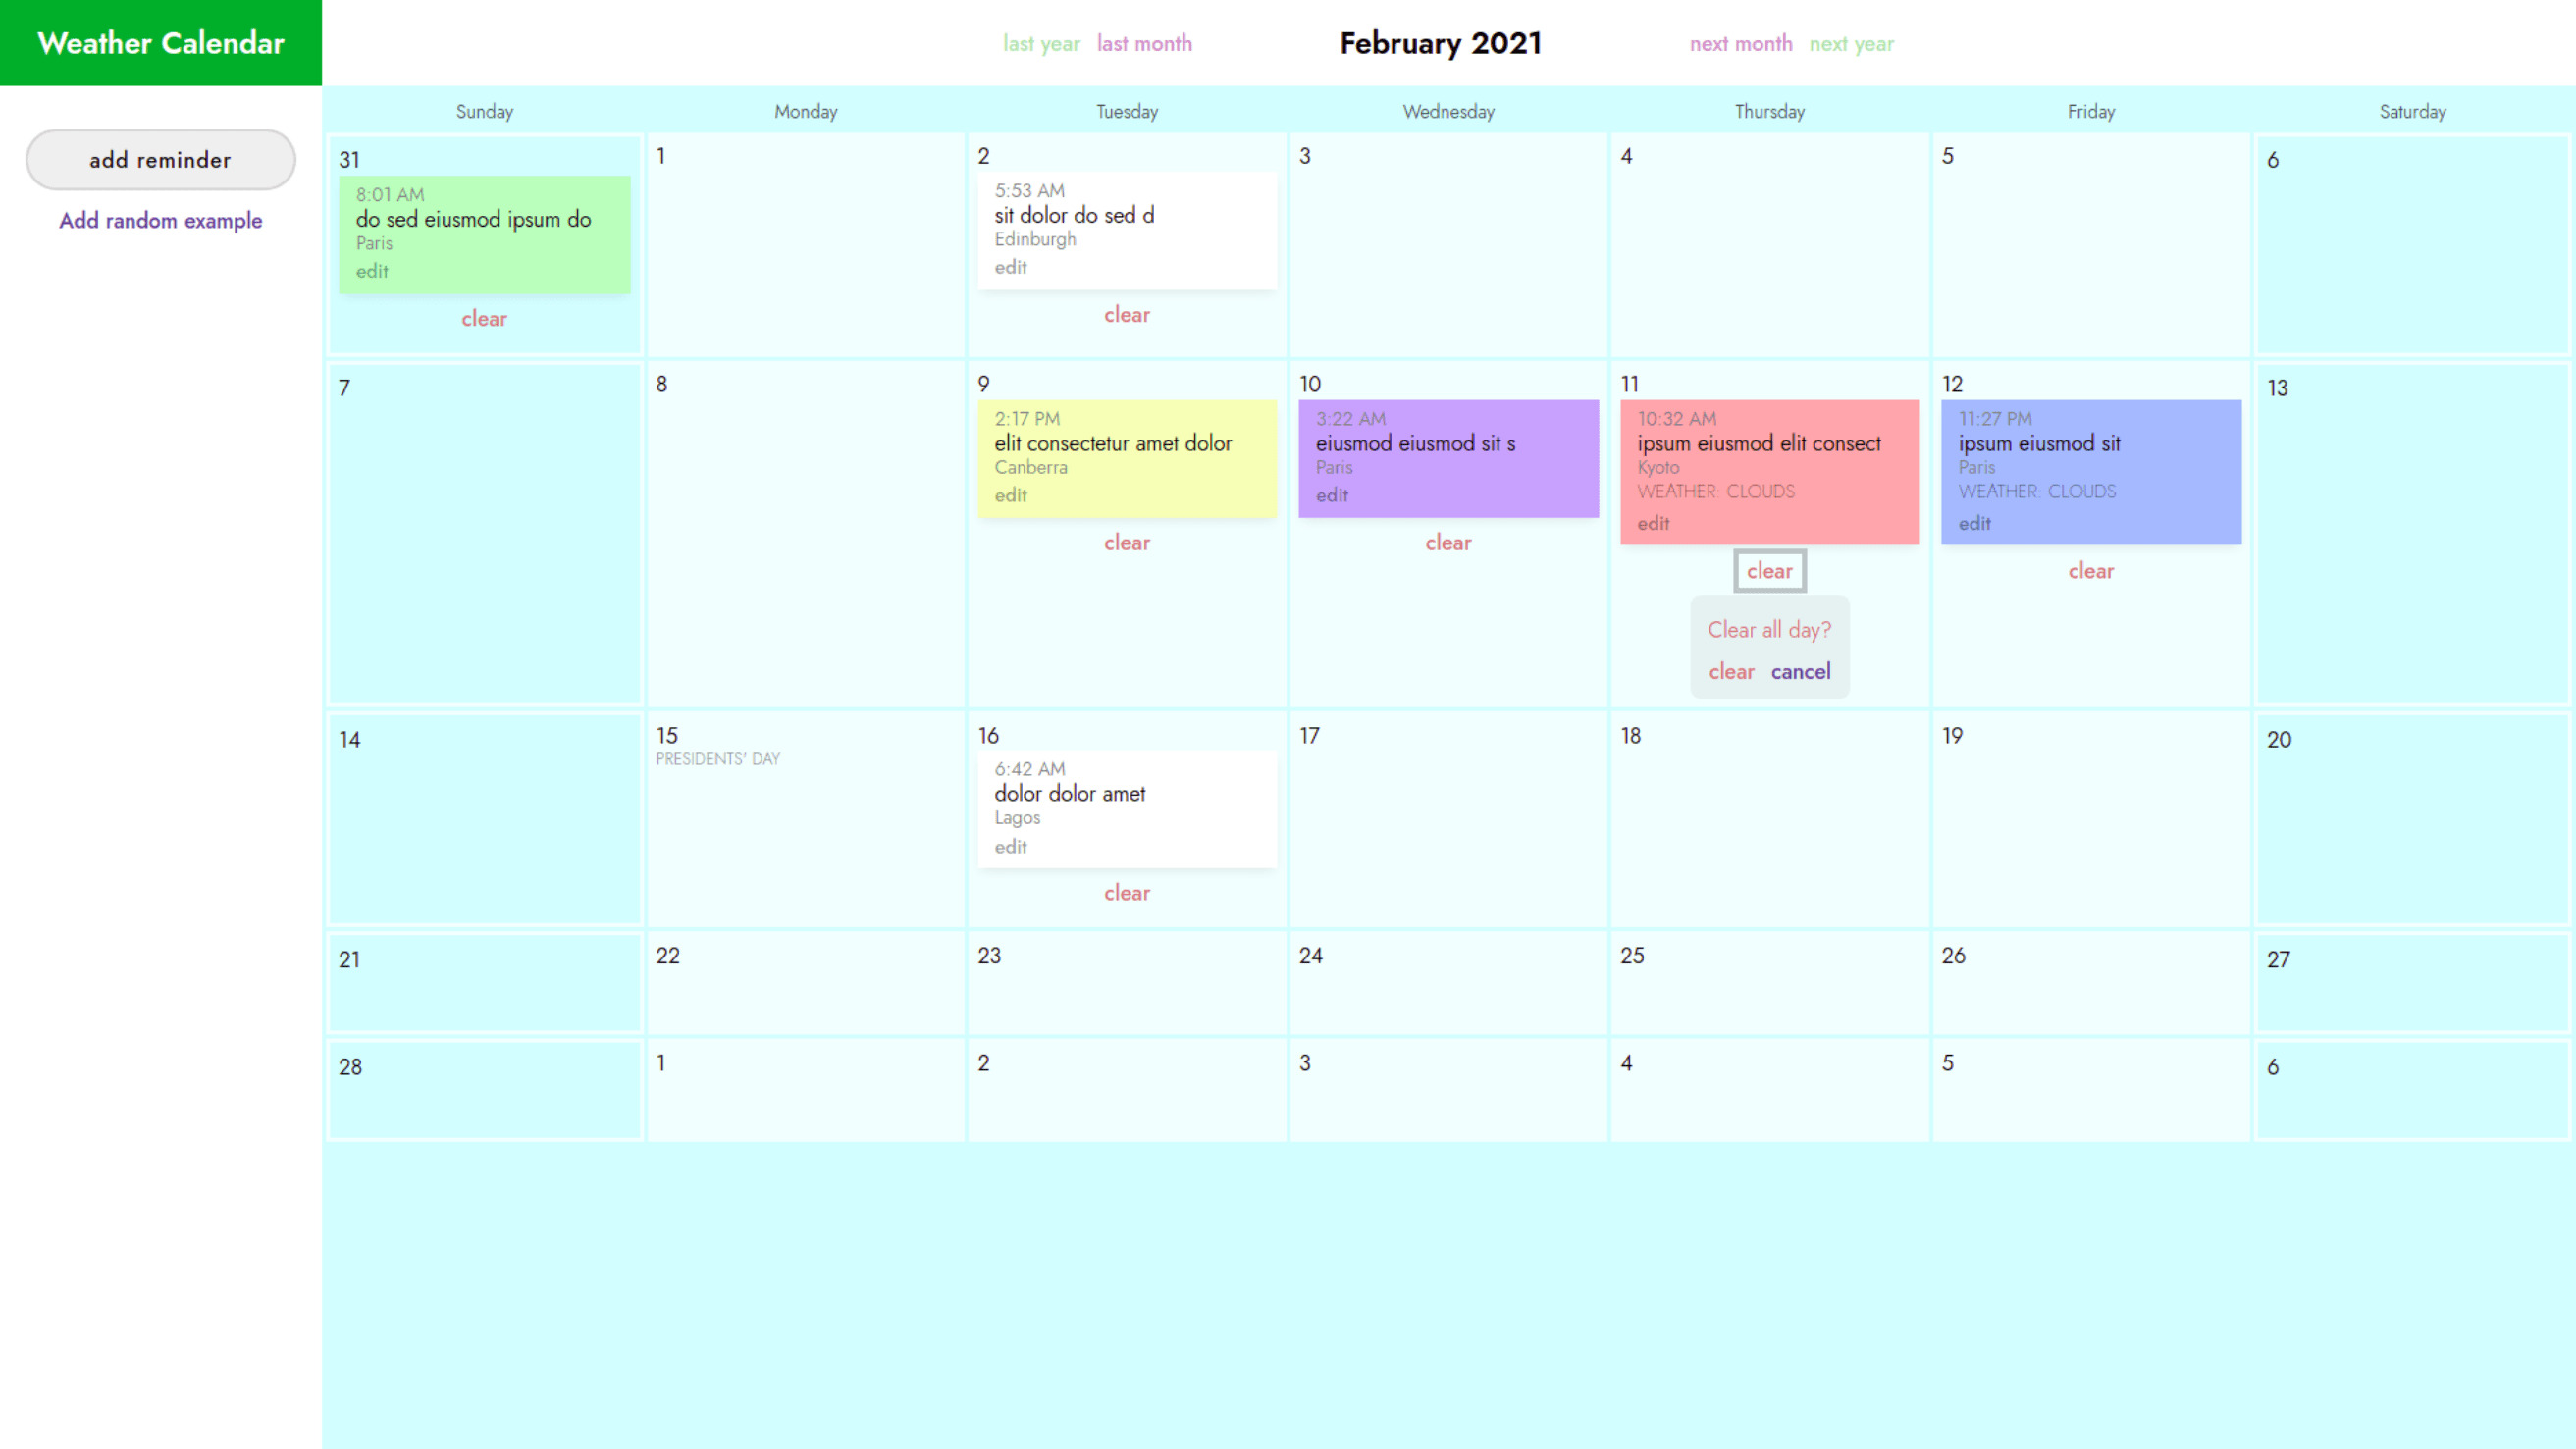 Weather Calendar
last year last month February 2021 next month next year
add reminder
Add random example
Sunday Monday Tuesday Wednesday Thursday Friday Saturday
31
8:01 AM
do sed eiusmod ipsum do
Paris
edit
clear
1
2
5:53 AM
sit dolor do sed d
Edinburgh
edit
clear
3
4
5
6
7
8
9
2:17 PM
elit consectetur amet dolor
Canberra
edit
clear
10
3:22 AM
eiusmod eiusmod sit s
Paris
edit
clear
11
10:32 AM
ipsum eiusmod elit consect
Kyoto
WEATHER: CLOUDS
edit
clear
Clear all day?
clear cancel
12
11:27 PM
ipsum eiusmod sit
Paris
WEATHER: CLOUDS
edit
clear
13
14
15
PRESIDENTS' DAY
16
6:42 AM
dolor dolor amet
Lagos
edit
clear
17
18
19
20
21
22
23
24
25
26
27
28
1
2
3
4
5
6